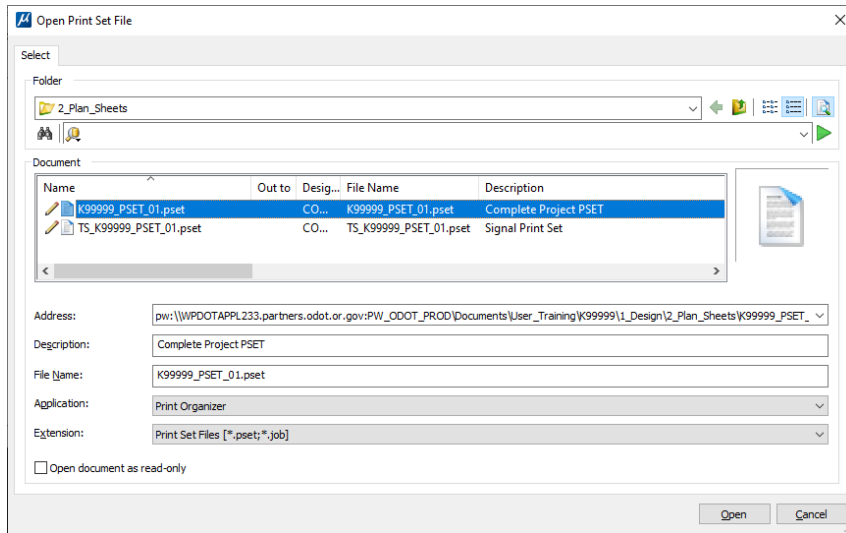 Open Print Set File
Select
Folder
2_Plan_Sheets
Document
Name Out to Desig... File Name Description
K99999_PSET_01.pset CO... K99999_PSET_01.pset Complete Project PSET
TS_K99999_PSET_01.pset CO... TS_K99999_PSET_01.pset Signal Print Set
Address: pw:\\WPDOTAPPL233.partners.odot.or.gov:PW_ODOT_PROD\Documents\User_Training\K99999\1_Design\2_Plan_Sheets\K99999_PSET_
Description: Complete Project PSET
File Name: K99999_PSET_01.pset
Application: Print Organizer
Extension: Print Set Files [*.pset;*.job]
Open document as read-only
Open Cancel